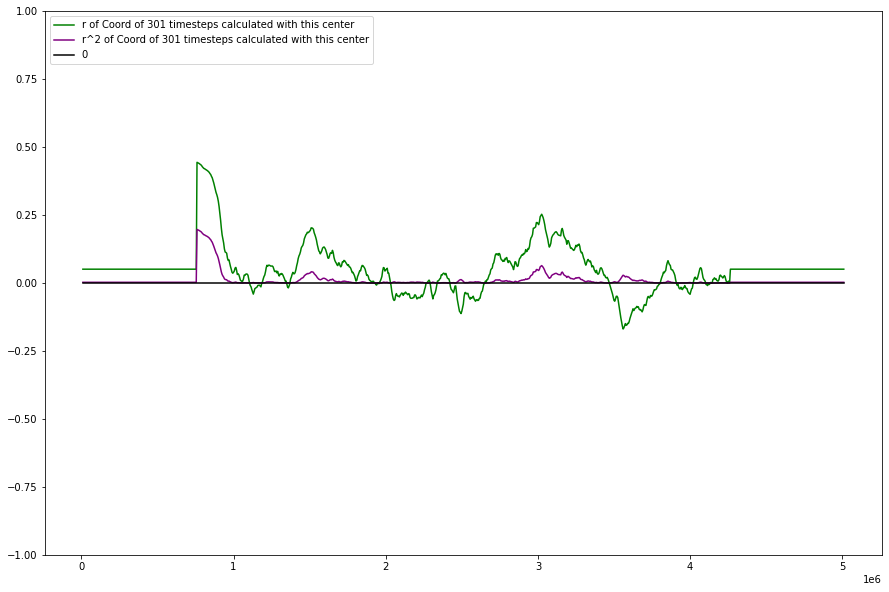 1.00
r of Coord of 301 timesteps calculated with this center
r^2 of Coord of 301 timesteps calculated with this center
0
0.75
0.50
0.25
0.00
−0.25
−0.50
−0.75
−1.00
0 1 2 3 4 5
1e6